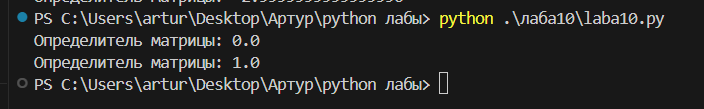 PS C:\Users\artur\Desktop\Артур\python лабы> python .\лаба10\laba10.py
Определитель матрицы: 0.0
Определитель матрицы: 1.0
PS C:\Users\artur\Desktop\Артур\python лабы>